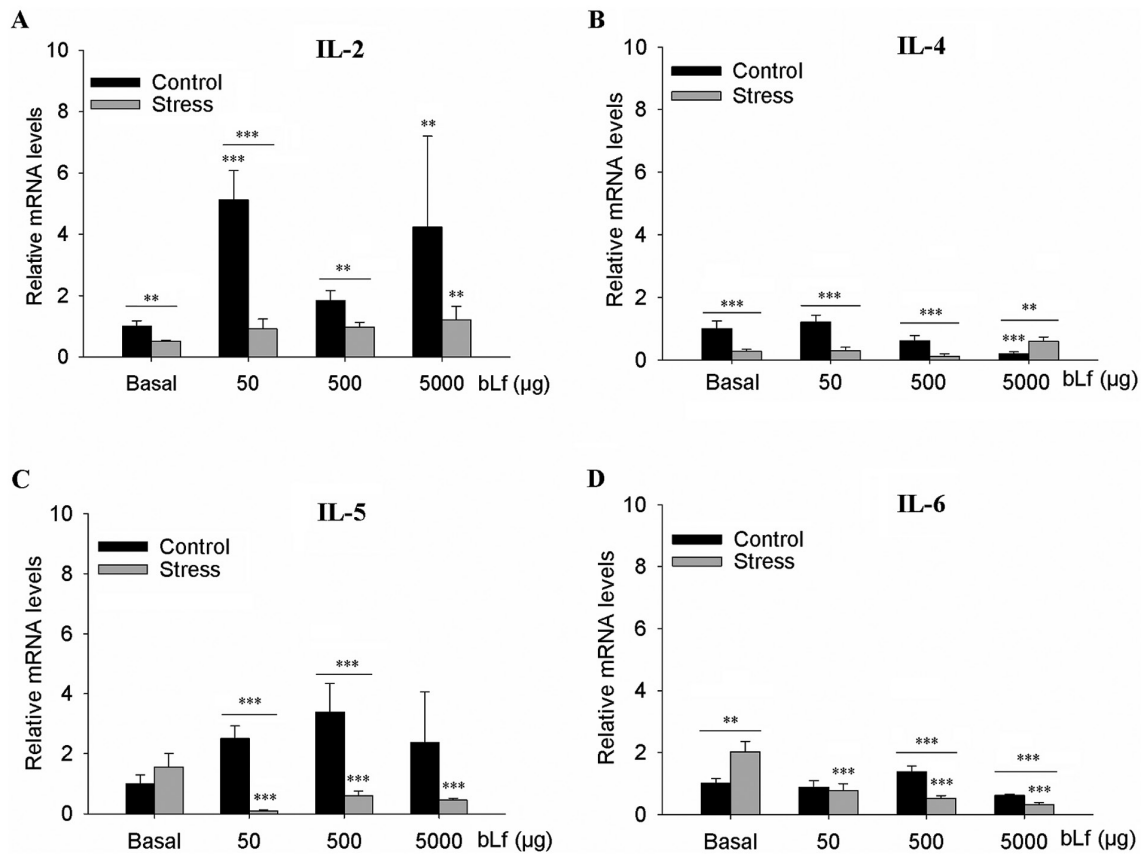 A
IL-2
Relative mRNA levels
10
8
6
4
2
0
Control
Stress
**
***
***
**
**
**
Basal 50 500 5000 bLf (µg)
B
IL-4
Relative mRNA levels
10
8
6
4
2
0
Control
Stress
***
***
***
**
***
Basal 50 500 5000 bLf (µg)
C
IL-5
Relative mRNA levels
10
8
6
4
2
0
Control
Stress
***
***
***
***
***
Basal 50 500 5000 bLf (µg)
D
IL-6
Relative mRNA levels
10
8
6
4
2
0
Control
Stress
**
***
***
***
***
***
Basal 50 500 5000 bLf (µg)